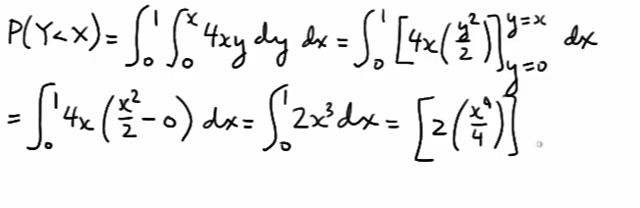 P(Y<X) = ∫₀¹ ∫₀ˣ 4xy dy dx = ∫₀¹ [4x(y²/2)]_{y=0}^{y=x} dx
= ∫₀¹ 4x (x²/2 - 0) dx = ∫₀¹ 2x³ dx = [2(x⁴/4)]